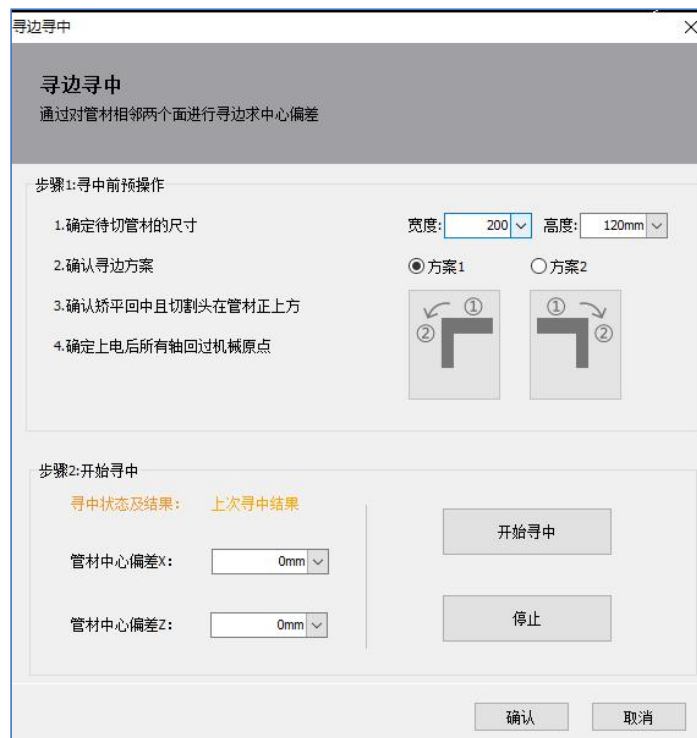 寻边寻中
寻边寻中
通过对管材相邻两个面进行寻边求中心偏差
步骤1:寻中前预操作
1.确定待切管材的尺寸
宽度: 200 高度: 120mm
2.确认寻边方案
方案1 方案2
3.确认矫平回中且切割头在管材正上方
① ①
② ②
4.确定上电后所有轴回过机械原点
步骤2:开始寻中
寻中状态及结果: 上次寻中结果
开始寻中
管材中心偏差X: 0mm
管材中心偏差Z: 0mm
停止
确认 取消